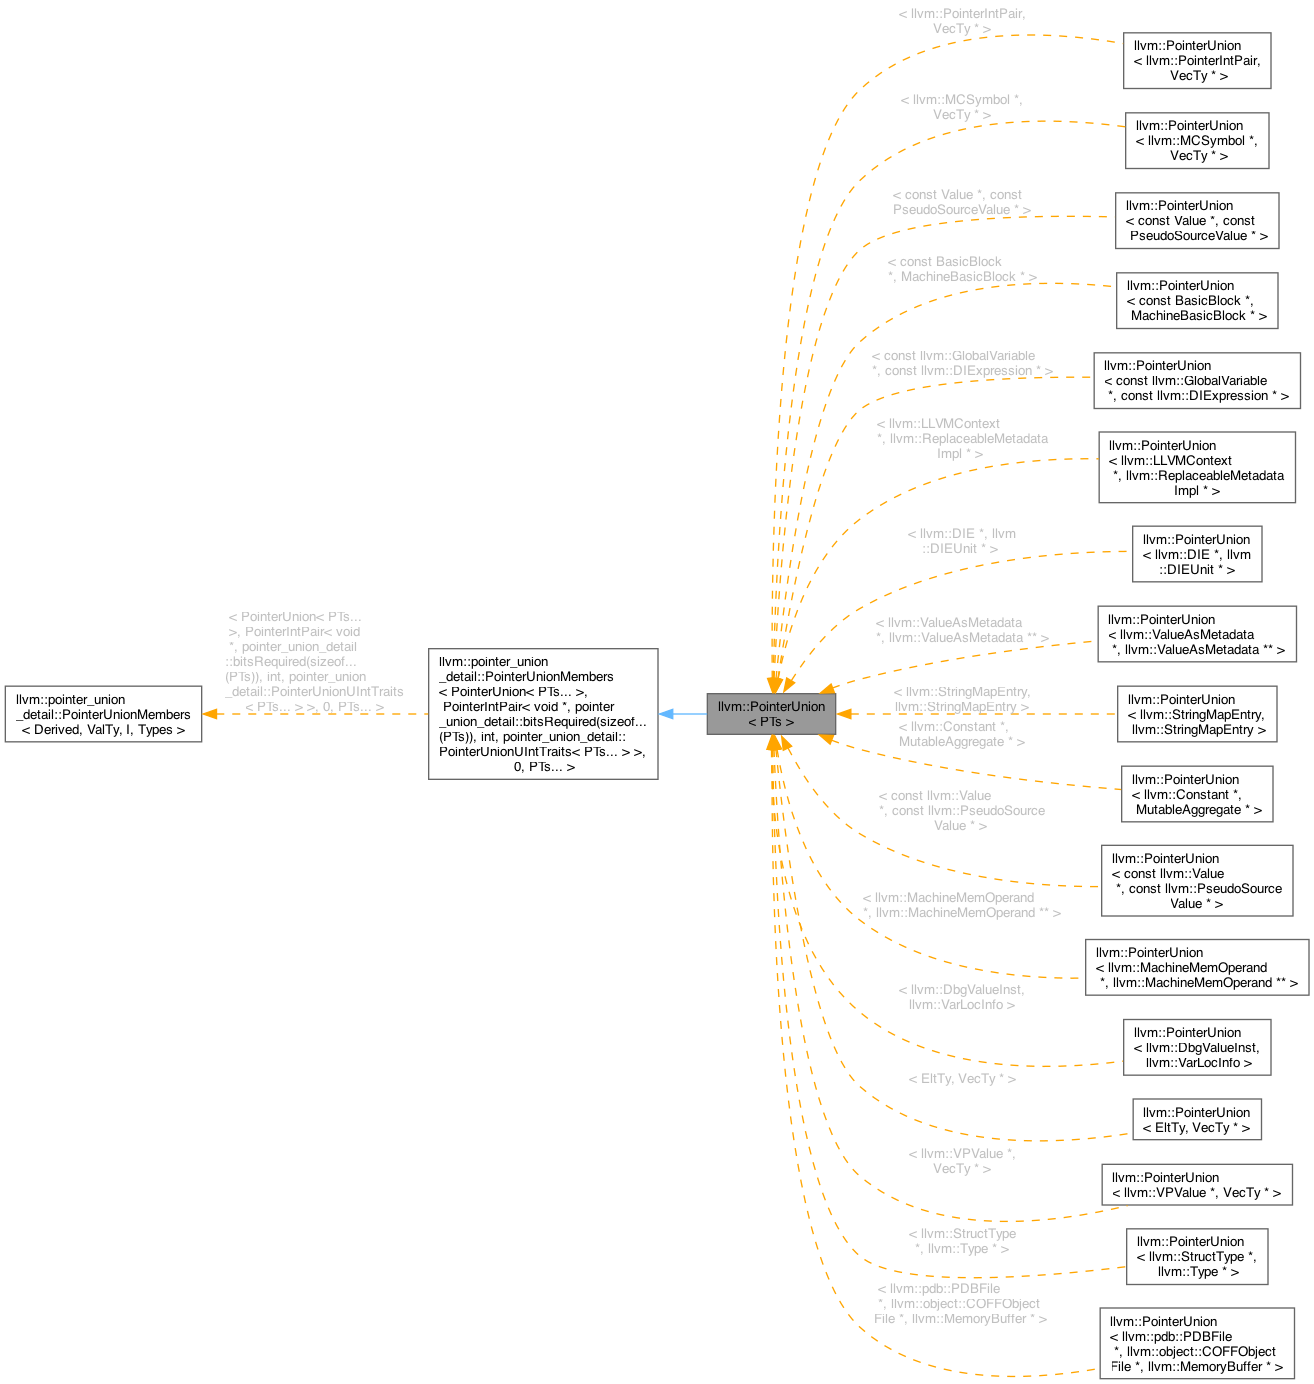 llvm::pointer_union
_detail::PointerUnionMembers
< Derived, ValTy, I, Types >
< PointerUnion< PTs...
>, PointerIntPair< void
*, pointer_union_detail
::bitsRequired(sizeof...
(PTs)), int, pointer_union
_detail::PointerUnionUIntTraits
< PTs... > >, 0, PTs... >
llvm::pointer_union
_detail::PointerUnionMembers
< PointerUnion< PTs... >,
PointerIntPair< void *, pointer
_union_detail::bitsRequired(sizeof...
(PTs)), int, pointer_union_detail::
PointerUnionUIntTraits< PTs... > >,
0, PTs... >
llvm::PointerUnion
< PTs >
< llvm::PointerIntPair,
VecTy * >
llvm::PointerUnion
< llvm::PointerIntPair,
VecTy * >
< llvm::MCSymbol *,
VecTy * >
llvm::PointerUnion
< llvm::MCSymbol *,
VecTy * >
< const Value *, const
PseudoSourceValue * >
llvm::PointerUnion
< const Value *, const
PseudoSourceValue * >
< const BasicBlock
*, MachineBasicBlock * >
llvm::PointerUnion
< const BasicBlock *,
MachineBasicBlock * >
< const llvm::GlobalVariable
*, const llvm::DIExpression * >
llvm::PointerUnion
< const llvm::GlobalVariable
*, const llvm::DIExpression * >
< llvm::LLVMContext
*, llvm::ReplaceableMetadata
Impl * >
llvm::PointerUnion
< llvm::LLVMContext
*, llvm::ReplaceableMetadata
Impl * >
< llvm::DIE *, llvm
::DIEUnit * >
llvm::PointerUnion
< llvm::DIE *, llvm
::DIEUnit * >
< llvm::ValueAsMetadata
*, llvm::ValueAsMetadata ** >
llvm::PointerUnion
< llvm::ValueAsMetadata
*, llvm::ValueAsMetadata ** >
< llvm::StringMapEntry,
llvm::StringMapEntry >
llvm::PointerUnion
< llvm::StringMapEntry,
llvm::StringMapEntry >
< llvm::Constant *,
MutableAggregate * >
llvm::PointerUnion
< llvm::Constant *,
MutableAggregate * >
< const llvm::Value
*, const llvm::PseudoSource
Value * >
llvm::PointerUnion
< const llvm::Value
*, const llvm::PseudoSource
Value * >
< llvm::MachineMemOperand
*, llvm::MachineMemOperand ** >
llvm::PointerUnion
< llvm::MachineMemOperand
*, llvm::MachineMemOperand ** >
< llvm::DbgValueInst,
llvm::VarLocInfo >
llvm::PointerUnion
< llvm::DbgValueInst,
llvm::VarLocInfo >
< EltTy, VecTy * >
llvm::PointerUnion
< EltTy, VecTy * >
< llvm::VPValue *,
VecTy * >
llvm::PointerUnion
< llvm::VPValue *, VecTy * >
< llvm::StructType
*, llvm::Type * >
llvm::PointerUnion
< llvm::StructType *,
llvm::Type * >
< llvm::pdb::PDBFile
*, llvm::object::COFFObject
File *, llvm::MemoryBuffer * >
llvm::PointerUnion
< llvm::pdb::PDBFile
*, llvm::object::COFFObject
File *, llvm::MemoryBuffer * >